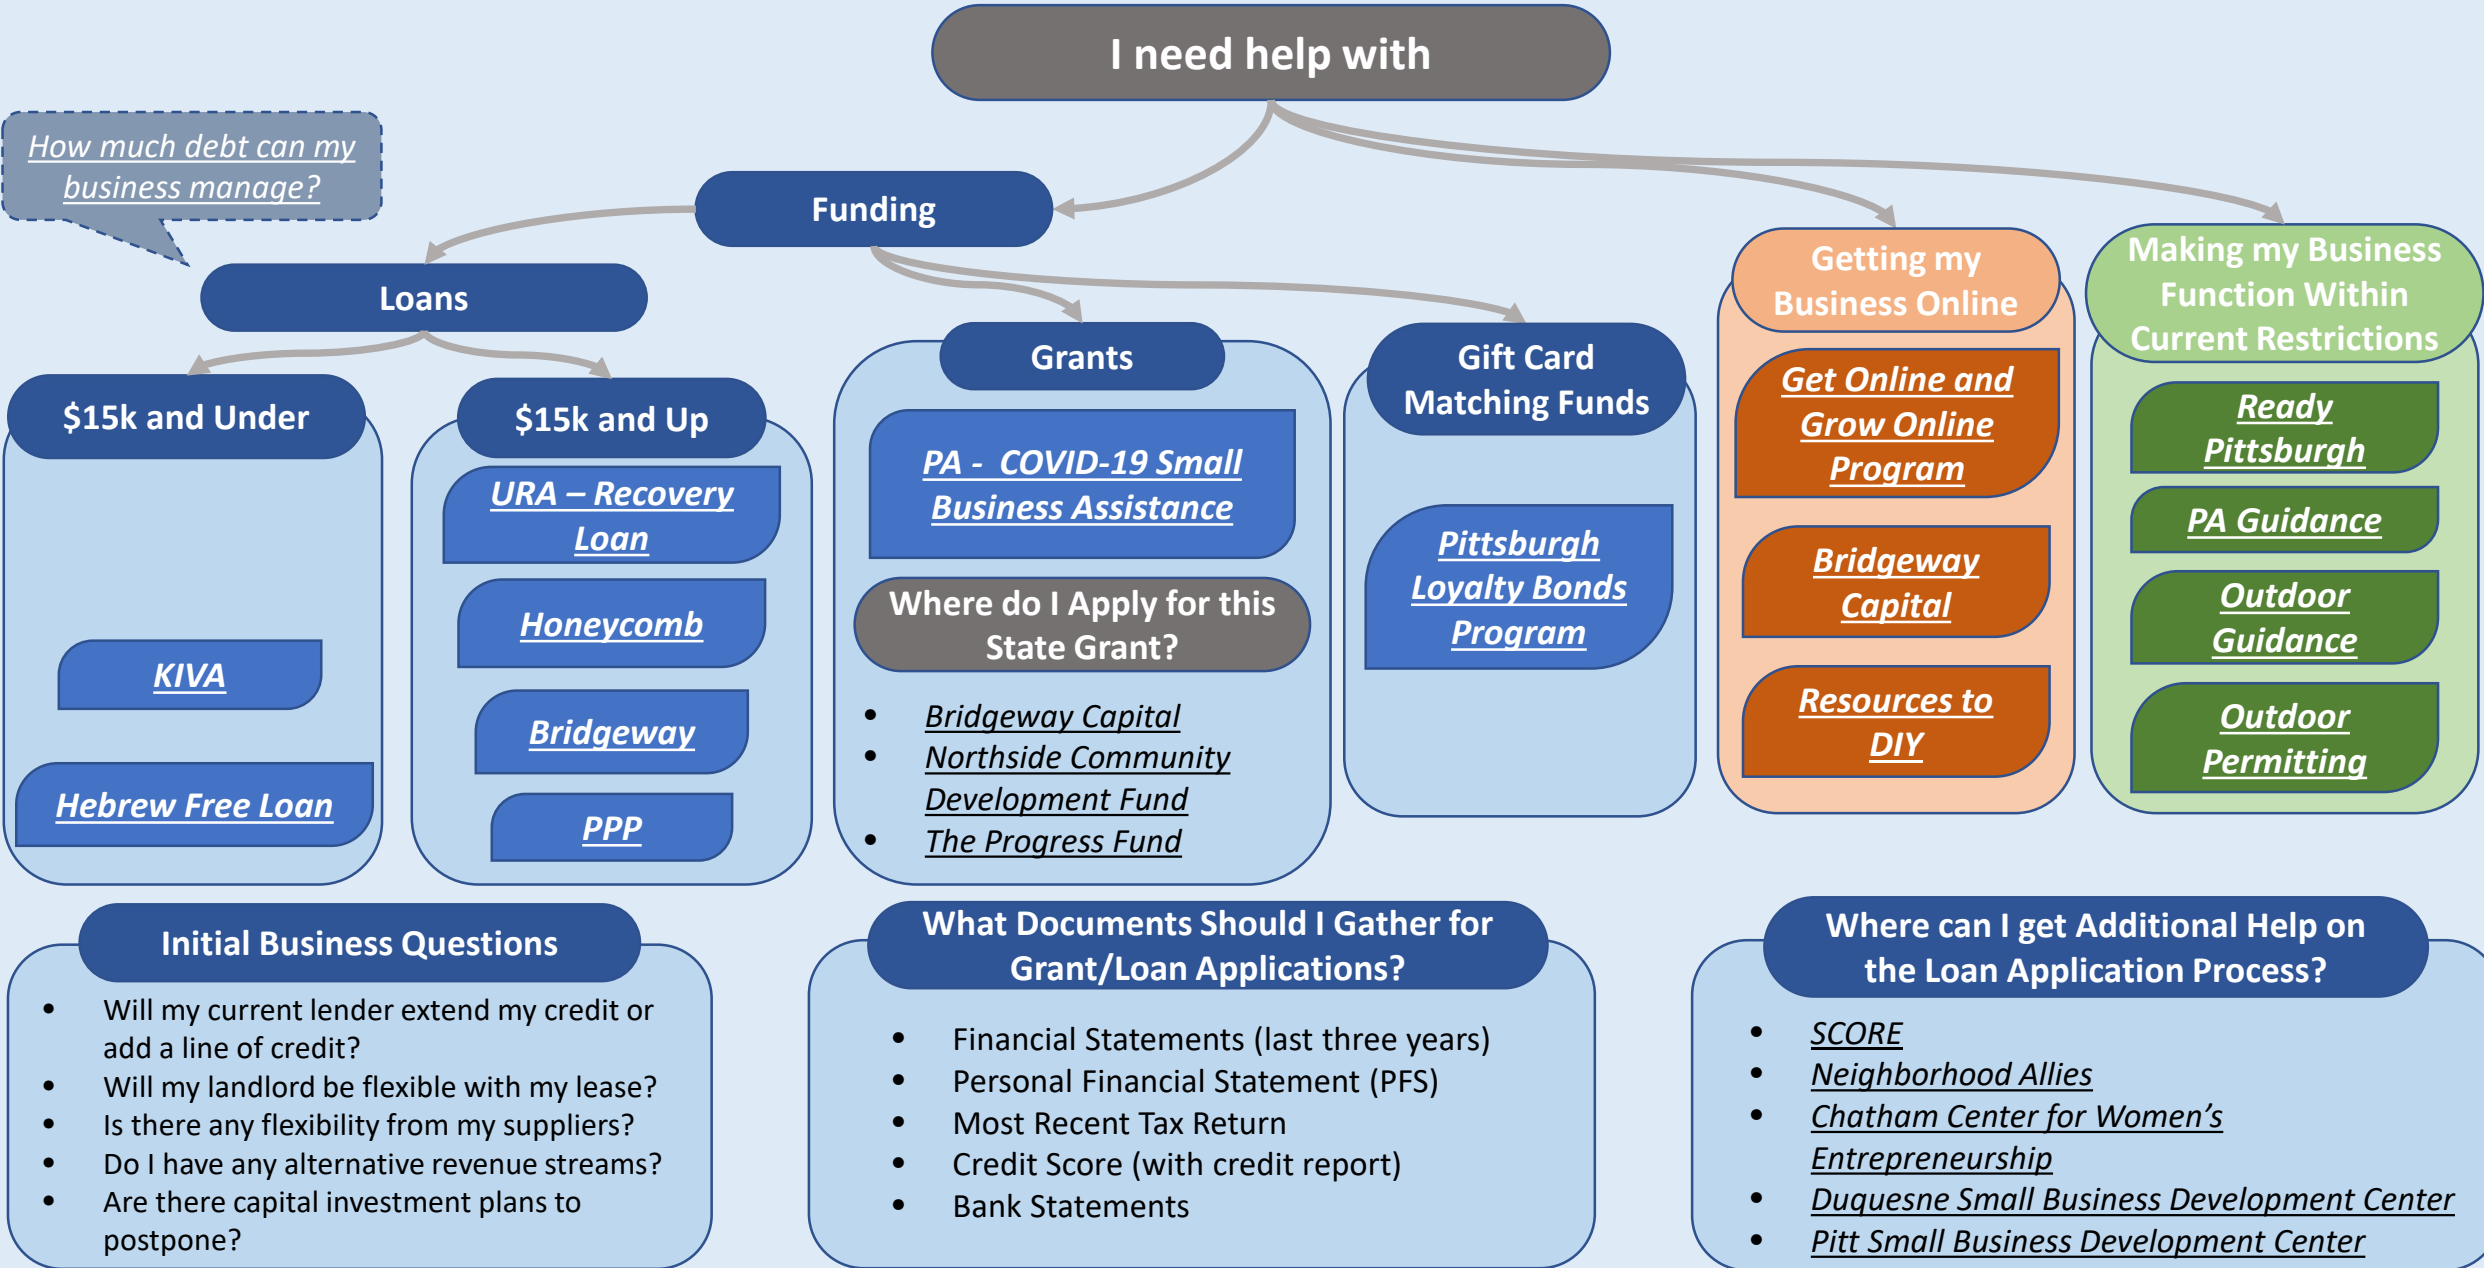 I need help with
How much debt can my
business manage?
Funding
Loans
$15k and Under
KIVA
Hebrew Free Loan
$15k and Up
URA – Recovery
Loan
Honeycomb
Bridgeway
PPP
Grants
PA - COVID-19 Small
Business Assistance
Where do I Apply for this
State Grant?
• Bridgeway Capital
• Northside Community
Development Fund
• The Progress Fund
Gift Card
Matching Funds
Pittsburgh
Loyalty Bonds
Program
Getting my
Business Online
Get Online and
Grow Online
Program
Bridgeway
Capital
Resources to
DIY
Making my Business
Function Within
Current Restrictions
Ready
Pittsburgh
PA Guidance
Outdoor
Guidance
Outdoor
Permitting
Initial Business Questions
• Will my current lender extend my credit or
add a line of credit?
• Will my landlord be flexible with my lease?
• Is there any flexibility from my suppliers?
• Do I have any alternative revenue streams?
• Are there capital investment plans to
postpone?
What Documents Should I Gather for
Grant/Loan Applications?
• Financial Statements (last three years)
• Personal Financial Statement (PFS)
• Most Recent Tax Return
• Credit Score (with credit report)
• Bank Statements
Where can I get Additional Help on
the Loan Application Process?
• SCORE
• Neighborhood Allies
• Chatham Center for Women’s
Entrepreneurship
• Duquesne Small Business Development Center
• Pitt Small Business Development Center